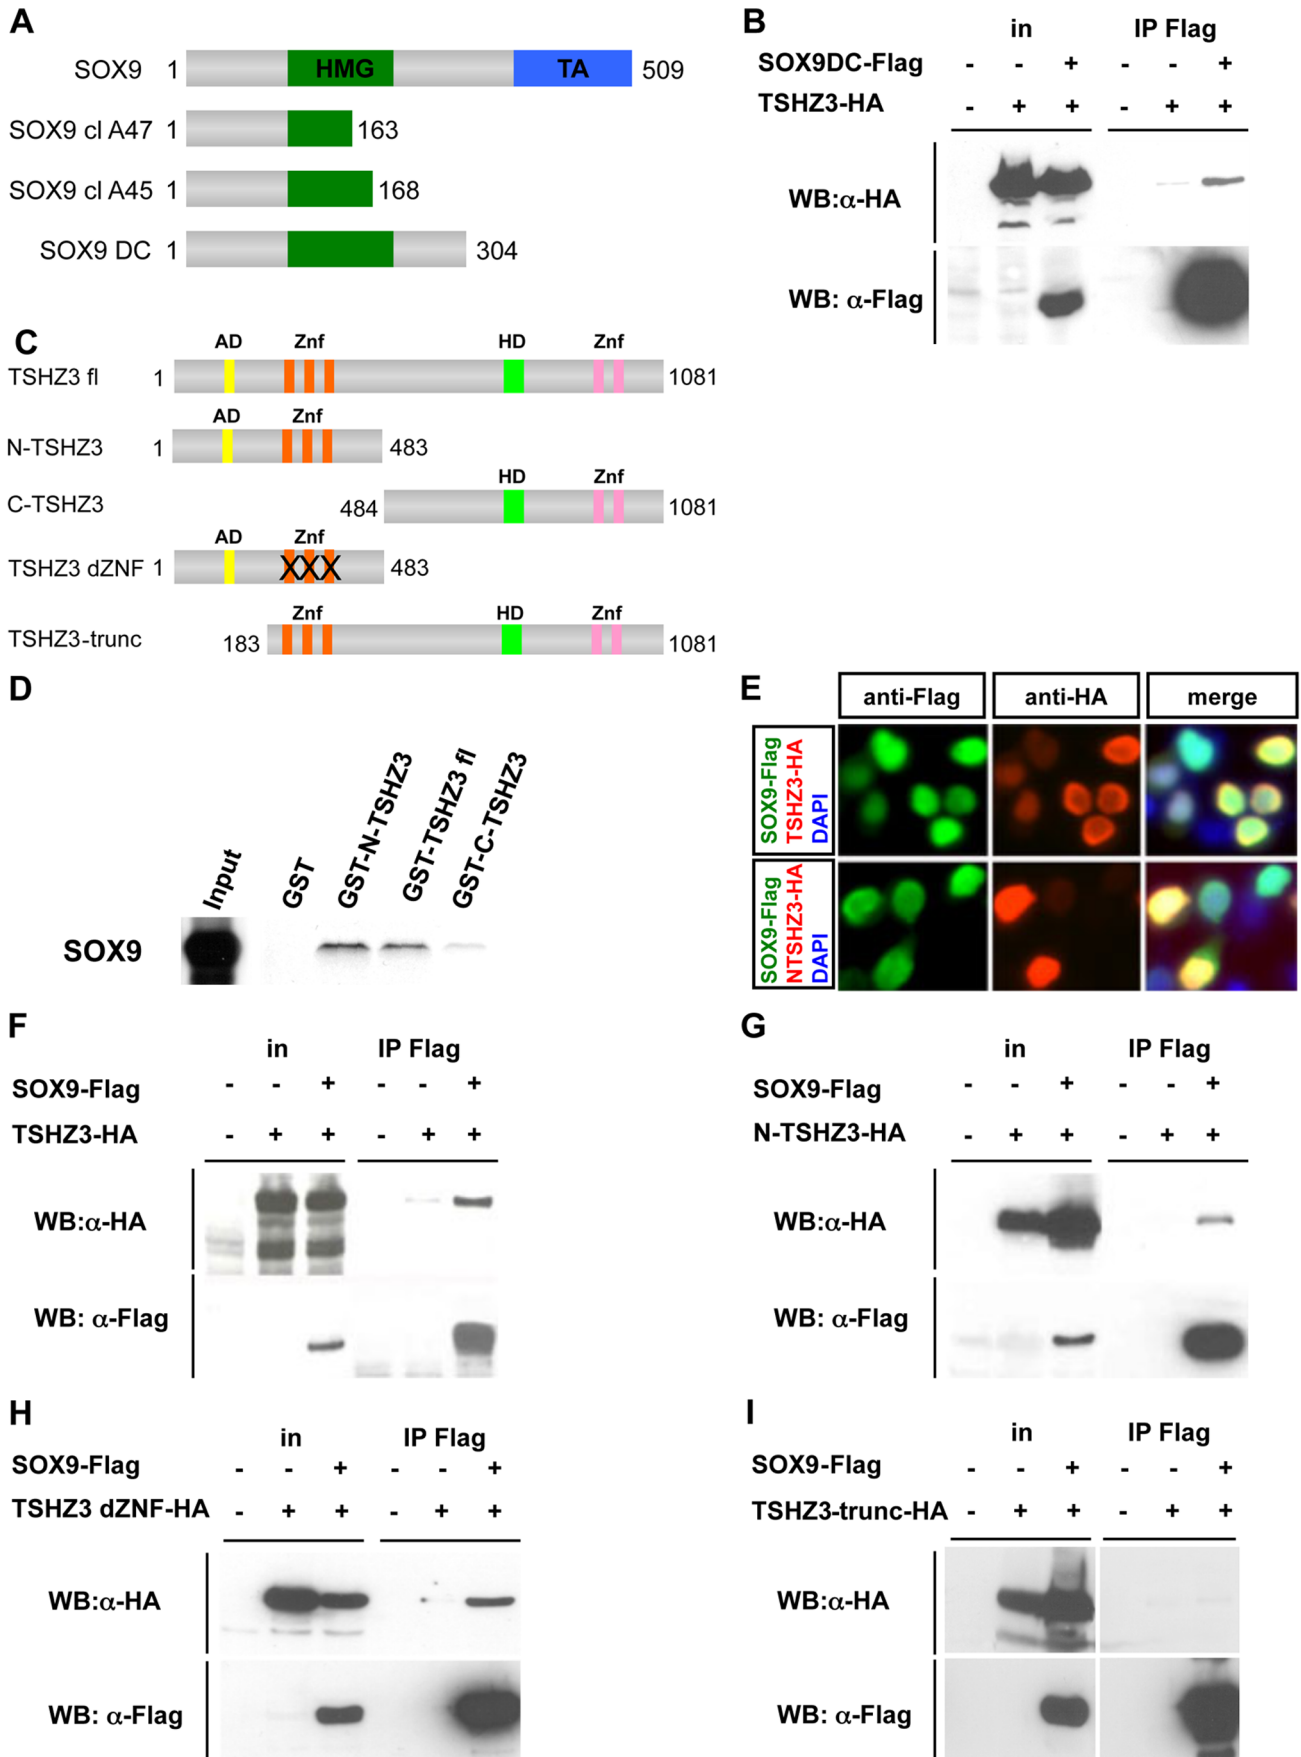 A
SOX9 1 HMG TA 509
SOX9 cl A47 1 163
SOX9 cl A45 1 168
SOX9 DC 1 304
B
in IP Flag
SOX9DC-Flag - - + - - +
TSHZ3-HA - + + - + +
WB:α-HA
WB: α-Flag
C
AD Znf HD Znf
TSHZ3 fl 1 1081
AD Znf
N-TSHZ3 1 483
HD Znf
C-TSHZ3 484 1081
AD Znf
TSHZ3 dZNF 1 XXX 483
Znf HD Znf
TSHZ3-trunc 183 1081
D
Input
GST
GST-N-TSHZ3
GST-TSHZ3 fl
GST-C-TSHZ3
SOX9
E
anti-Flag anti-HA merge
SOX9-Flag
TSHZ3-HA
DAPI
SOX9-Flag
NTSHZ3-HA
DAPI
F
in IP Flag
SOX9-Flag - - + - - +
TSHZ3-HA - + + - + +
WB:α-HA
WB: α-Flag
G
in IP Flag
SOX9-Flag - - + - - +
N-TSHZ3-HA - + + - + +
WB:α-HA
WB: α-Flag
H
in IP Flag
SOX9-Flag - - + - - +
TSHZ3 dZNF-HA - + + - + +
WB:α-HA
WB: α-Flag
I
in IP Flag
SOX9-Flag - - + - - +
TSHZ3-trunc-HA - + + - + +
WB:α-HA
WB: α-Flag